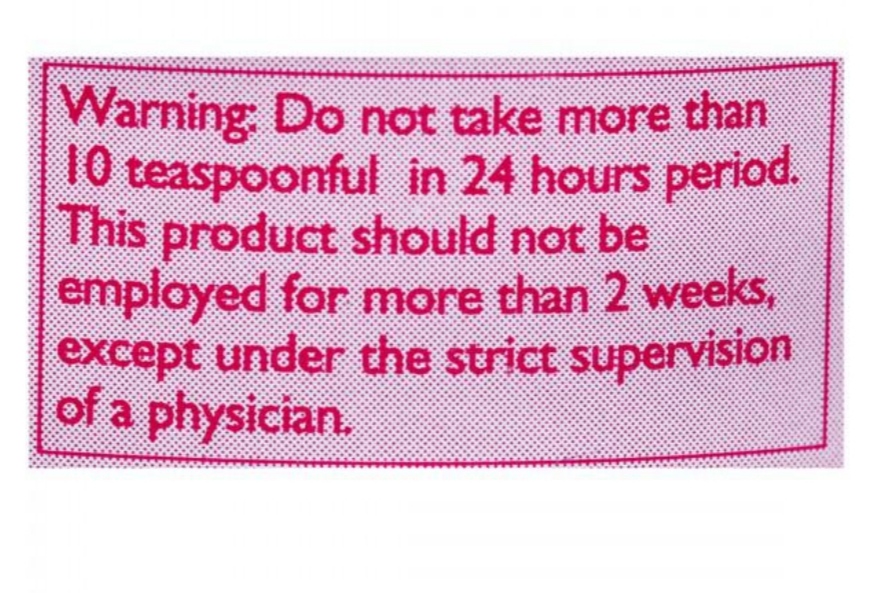 Warning: Do not take more than
10 teaspoonful in 24 hours period.
This product should not be
employed for more than 2 weeks,
except under the strict supervision
of a physician.